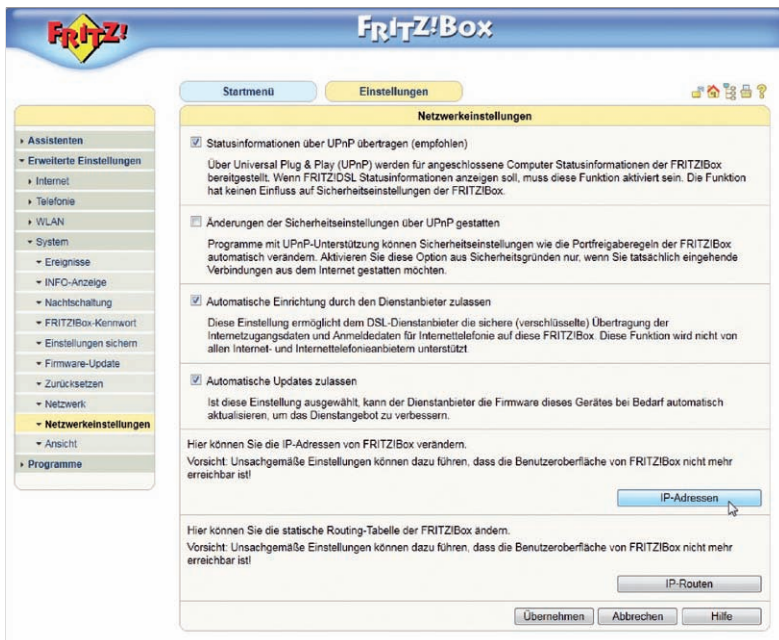 FRITZ!
FRITZ!BOX
Startmenü
Einstellungen
Netzwerkeinstellungen
Assistenten
Erweiterte Einstellungen
Internet
Telefonie
WLAN
System
Ereignisse
INFO-Anzeige
Nachtschaltung
FRITZ!Box-Kennwort
Einstellungen sichern
Firmware-Update
Zurücksetzen
Netzwerk
Netzwerkeinstellungen
Ansicht
Programme
Statusinformationen über UPnP übertragen (empfohlen)
Über Universal Plug & Play (UPnP) werden für angeschlossene Computer Statusinformationen der FRITZ!Box
bereitgestellt. Wenn FRITZ!DSL Statusinformationen anzeigen soll, muss diese Funktion aktiviert sein. Die Funktion
hat keinen Einfluss auf Sicherheitseinstellungen der FRITZ!Box.
Änderungen der Sicherheitseinstellungen über UPnP gestatten
Programme mit UPnP-Unterstützung können Sicherheitseinstellungen wie die Portfreigaberegeln der FRITZ!Box
automatisch verändern. Aktivieren Sie diese Option aus Sicherheitsgründen nur, wenn Sie tatsächlich eingehende
Verbindungen aus dem Internet gestatten möchten.
Automatische Einrichtung durch den Dienstanbieter zulassen
Diese Einstellung ermöglicht dem DSL-Dienstanbieter die sichere (verschlüsselte) Übertragung der
Internetzugangsdaten und Anmeldedaten für Internettelefonie auf diese FRITZ!Box. Diese Funktion wird nicht von
allen Internet- und Internettelefonieanbietern unterstützt
Automatische Updates zulassen
Ist diese Einstellung ausgewählt, kann der Dienstanbieter die Firmware dieses Gerätes bei Bedarf automatisch
aktualisieren, um das Dienstangebot zu verbessern.
Hier können Sie die IP-Adressen von FRITZ!Box verändern.
Vorsicht: Unsachgemäße Einstellungen können dazu führen, dass die Benutzeroberfläche von FRITZ!Box nicht mehr
erreichbar ist!
IP-Adressen
Hier können Sie die statische Routing-Tabelle der FRITZ!Box ändern.
Vorsicht: Unsachgemäße Einstellungen können dazu führen, dass die Benutzeroberfläche von FRITZ!Box nicht mehr
erreichbar ist!
IP-Routen
Übernehmen
Abbrechen
Hilfe